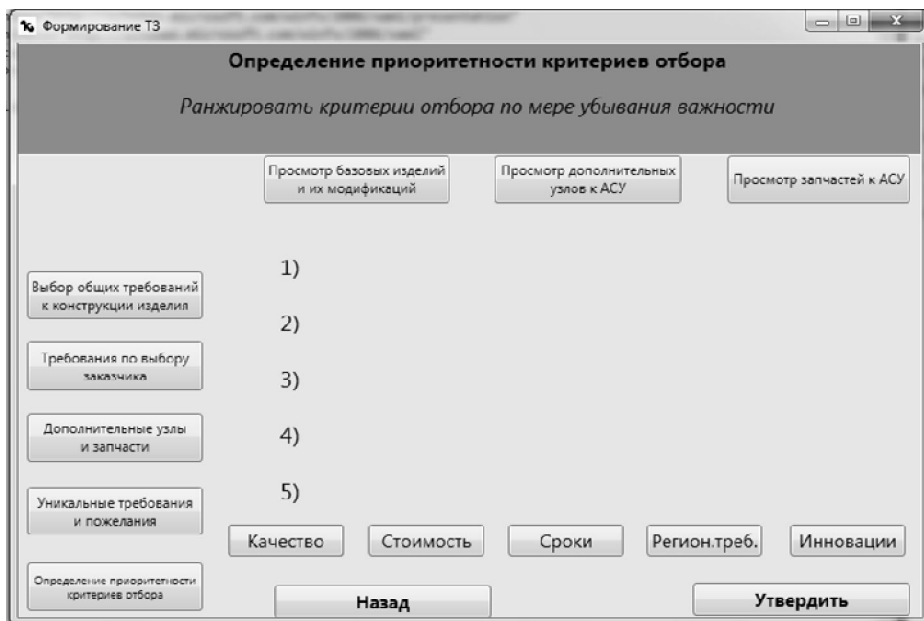 Формирование ТЗ
Определение приоритетности критериев отбора
Ранжировать критерии отбора по мере убывания важности
Просмотр базовых изделий
и их модификаций
Просмотр дополнительных
узлов к АСУ
Просмотр запчастей к АСУ
Выбор общих требований
к конструкции изделия
Требования по выбору
заказчика
Дополнительные узлы
и запчасти
Уникальные требования
и пожелания
Определение приоритетности
критериев отбора
1)
2)
3)
4)
5)
Качество
Стоимость
Сроки
Регион.треб.
Инновации
Назад
Утвердить